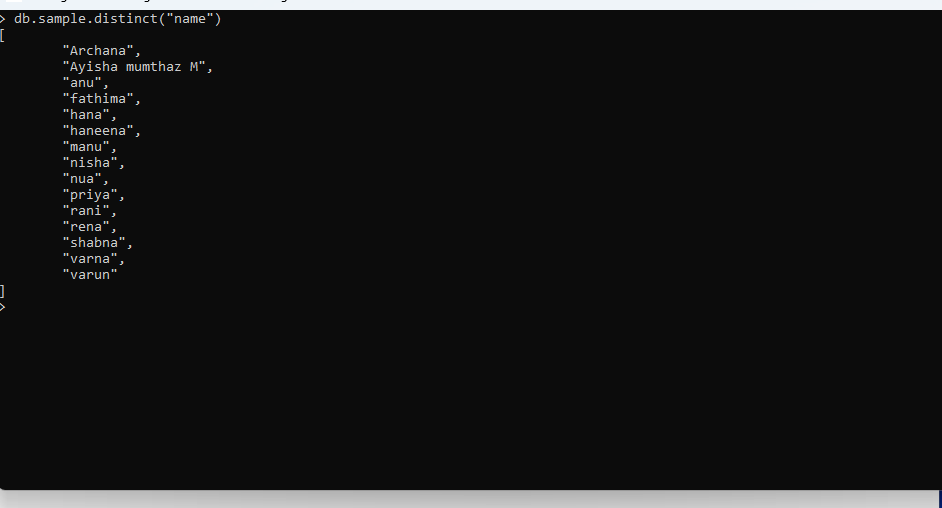 > db.sample.distinct("name")
[
"Archana",
"Ayisha mumthaz M",
"anu",
"fathima",
"hana",
"haneena",
"manu",
"nisha",
"nua",
"priya",
"rani",
"rena",
"shabna",
"varna",
"varun"
]
>